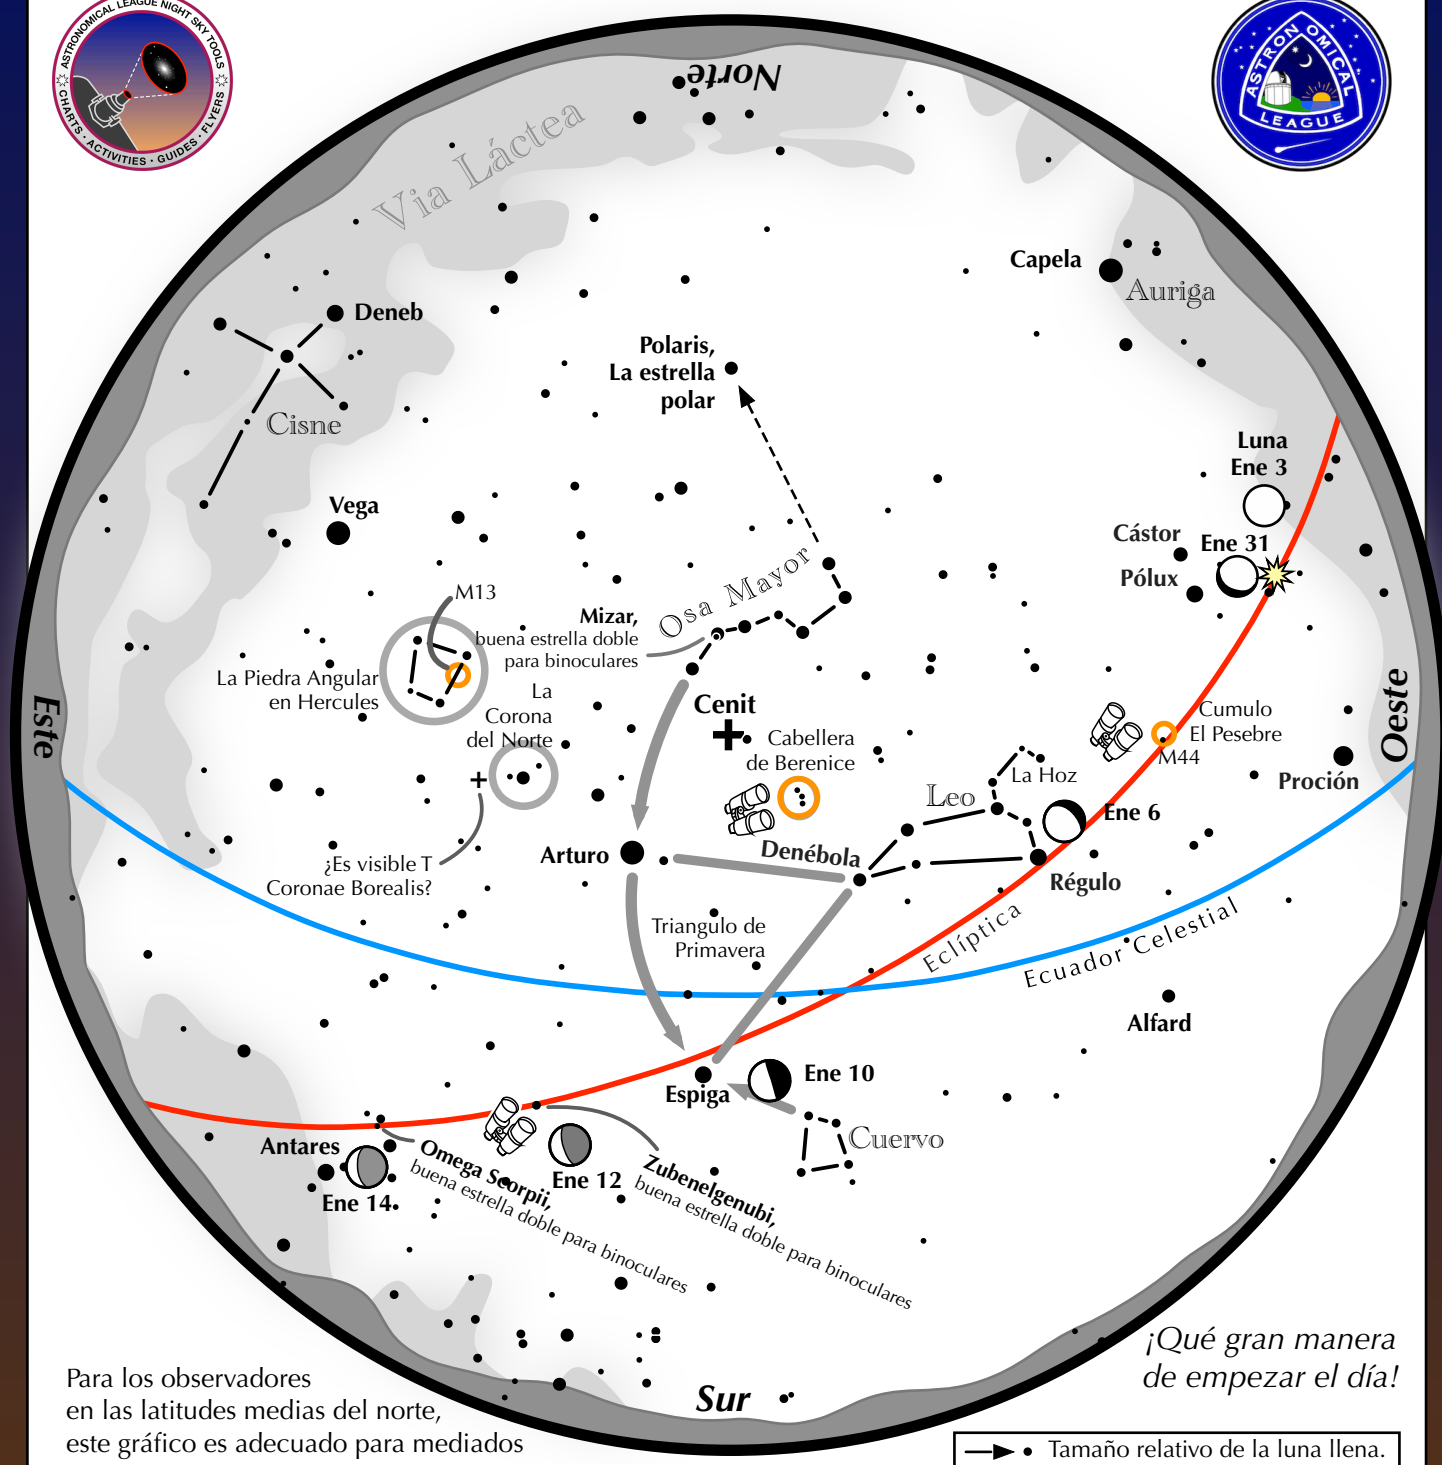 ASTRONOMICAL LEAGUE NIGHT SKY TOOLS
CHARTS • ACTIVITIES • GUIDES • FLYERS
ASTRONOMICAL
LEAGUE
Norte
Via Láctea
Capela
Auriga
Deneb
Polaris,
La estrella
polar
Cisne
Luna
Ene 3
Vega
Cástor
Ene 31
Pólux
M13
Osa Mayor
Mizar,
buena estrella doble
para binoculares
La Piedra Angular
en Hercules
La
Corona
del Norte
Cenit
Este
Oeste
Cabellera
de Berenice
Cumulo
El Pesebre
M44
La Hoz
Proción
Leo
Ene 6
Arturo
Denébola
¿Es visible T
Coronae Borealis?
Régulo
Triangulo de
Primavera
Eclíptica
Ecuador Celestial
Alfard
Espiga
Ene 10
Cuervo
Antares
Ene 14
Omega Scorpii,
buena estrella doble para binoculares
Ene 12
Zubenelgenubi,
buena estrella doble para binoculares
¡Qué gran manera
de empezar el día!
Para los observadores
en las latitudes medias del norte,
este gráfico es adecuado para mediados
Sur
Tamaño relativo de la luna llena.